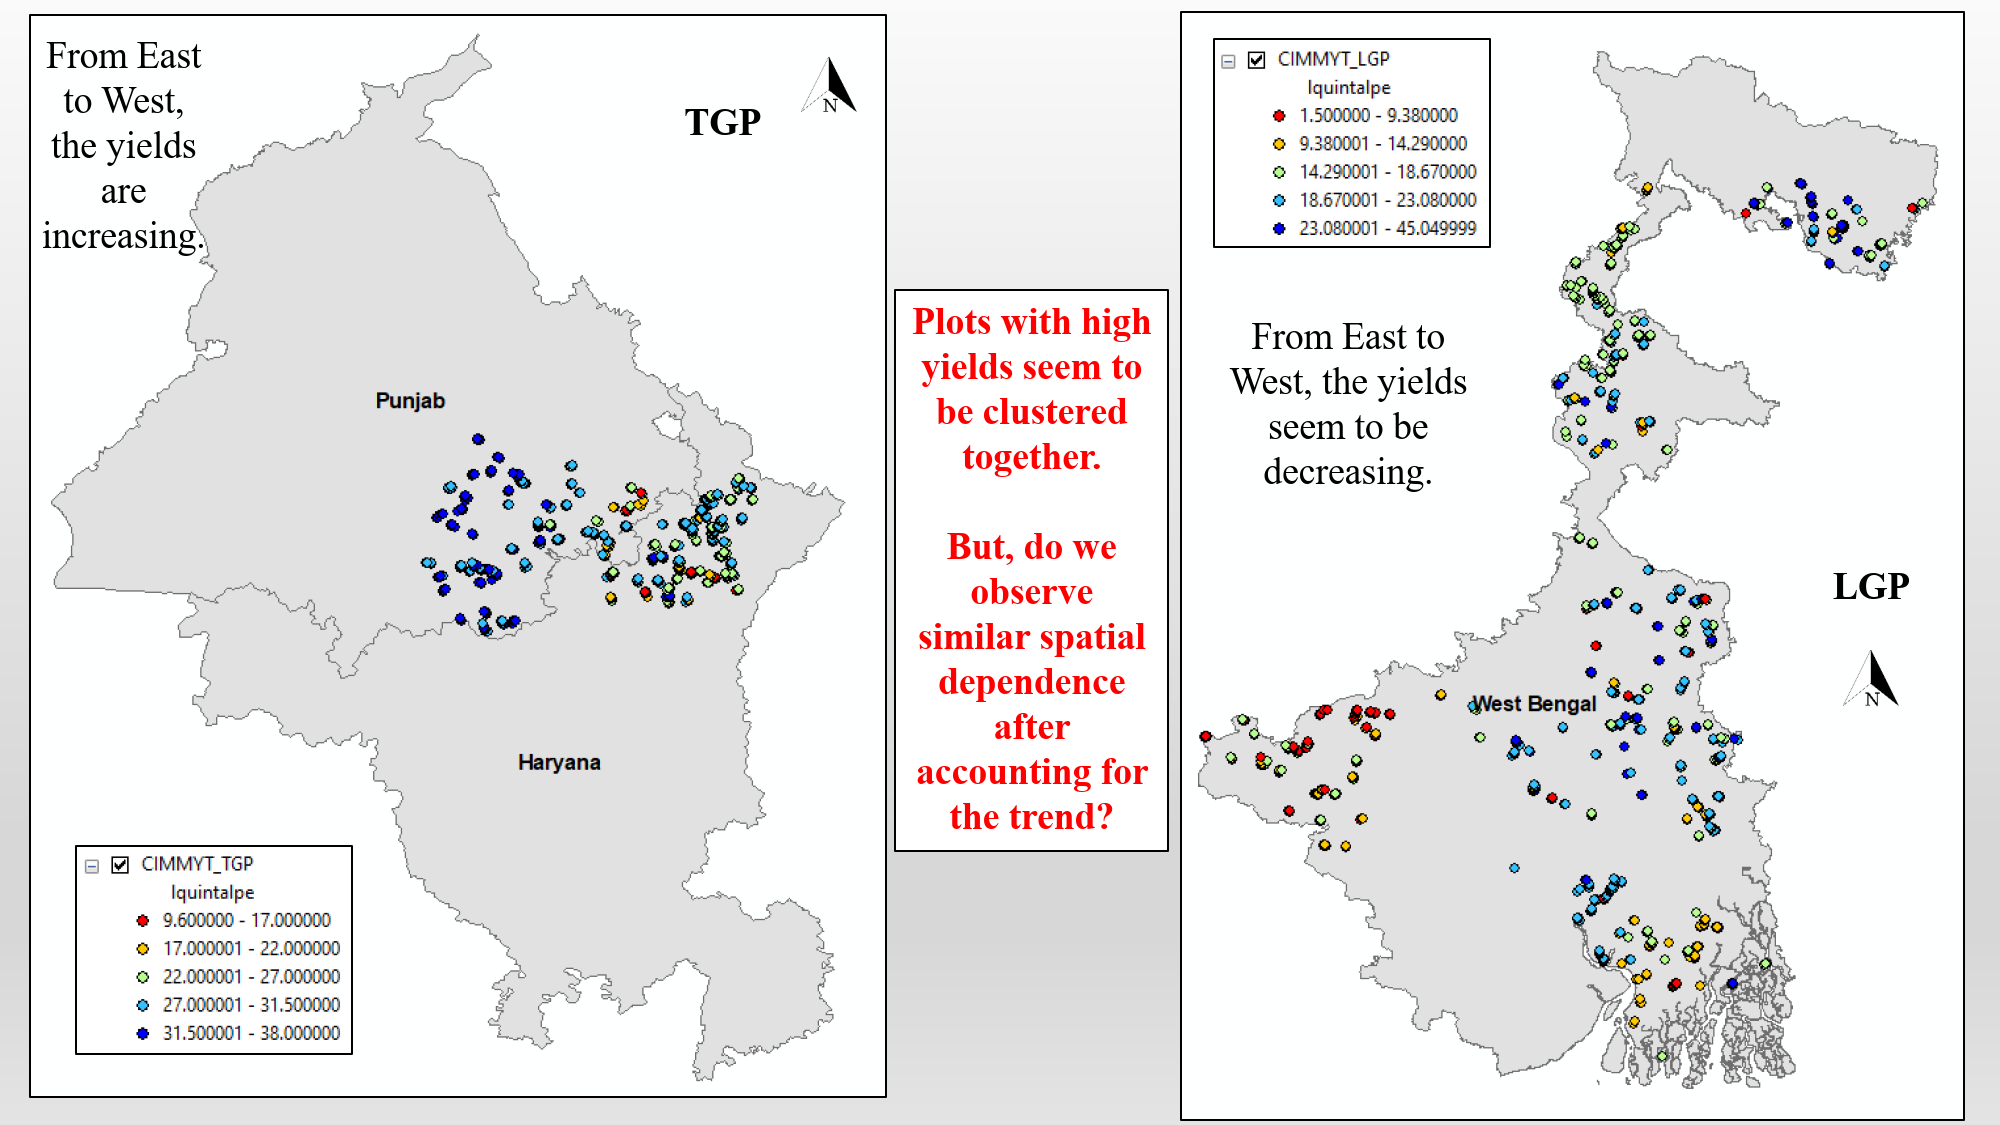 From East
to West,
the yields
are
increasing.
TGP
N
Punjab
Haryana
CIMMYT_TGP
lquintalpe
9.600000 - 17.000000
17.000001 - 22.000000
22.000001 - 27.000000
27.000001 - 31.500000
31.500001 - 38.000000
Plots with high
yields seem to
be clustered
together.
But, do we
observe
similar spatial
dependence
after
accounting for
the trend?
CIMMYT_LGP
lquintalpe
1.500000 - 9.380000
9.380001 - 14.290000
14.290001 - 18.670000
18.670001 - 23.080000
23.080001 - 45.049999
From East to
West, the yields
seem to be
decreasing.
LGP
N
West Bengal